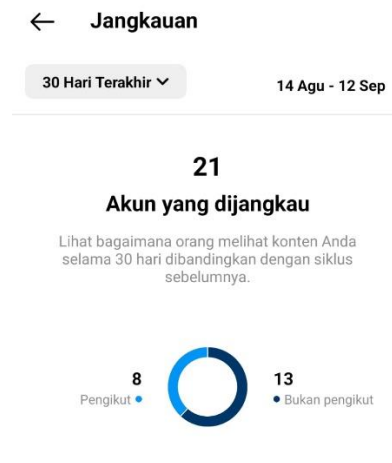 Jangkauan
30 Hari Terakhir
14 Agu - 12 Sep
21
Akun yang dijangkau
Lihat bagaimana orang melihat konten Anda
selama 30 hari dibandingkan dengan siklus
sebelumnya.
8
Pengikut
13
Bukan pengikut